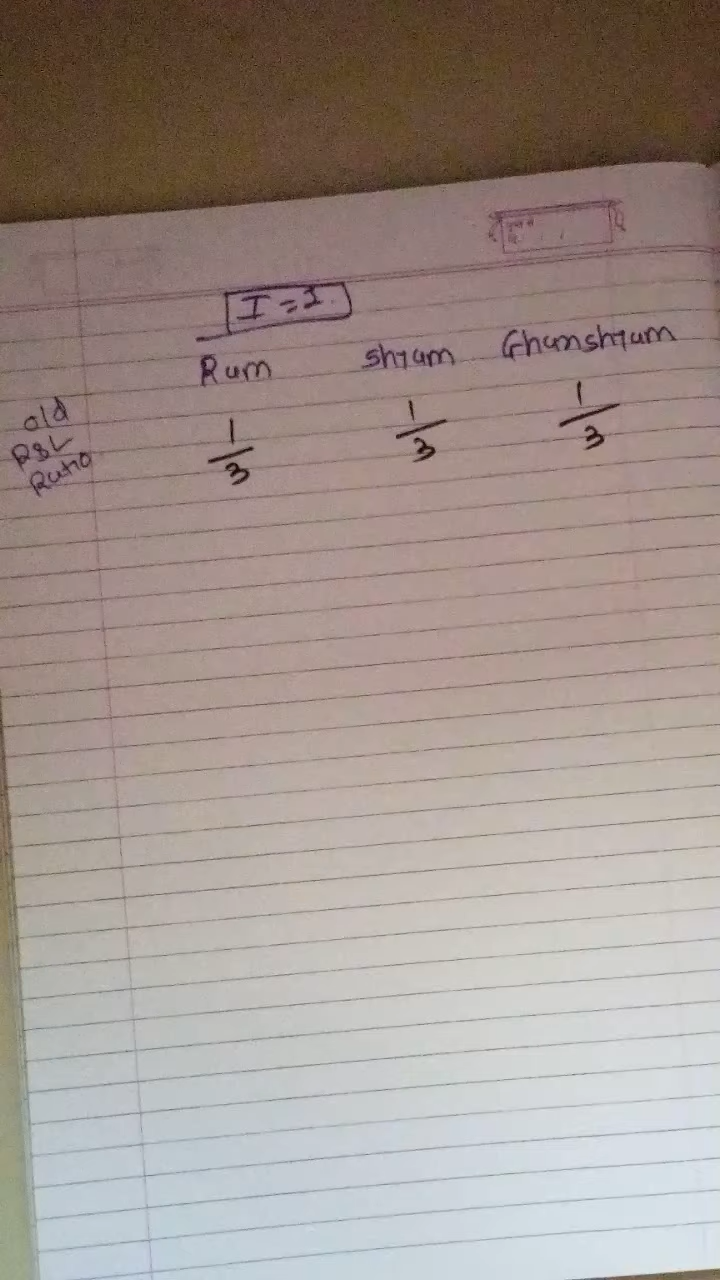 I = 1
Ram Shyam Ghanshyam
old
P&L
Ratio
1/3 1/3 1/3